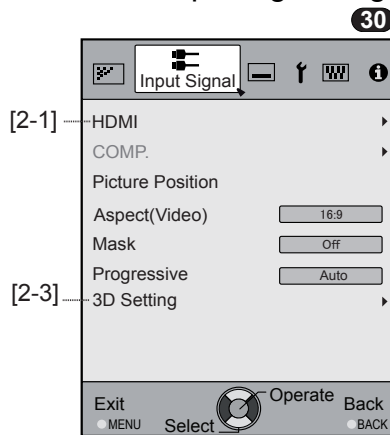 30
Input Signal
[2-1]
HDMI
COMP.
Picture Position
Aspect(Video) 16:9
Mask Off
Progressive Auto
[2-3]
3D Setting
Exit
MENU
Select
Operate
Back
BACK